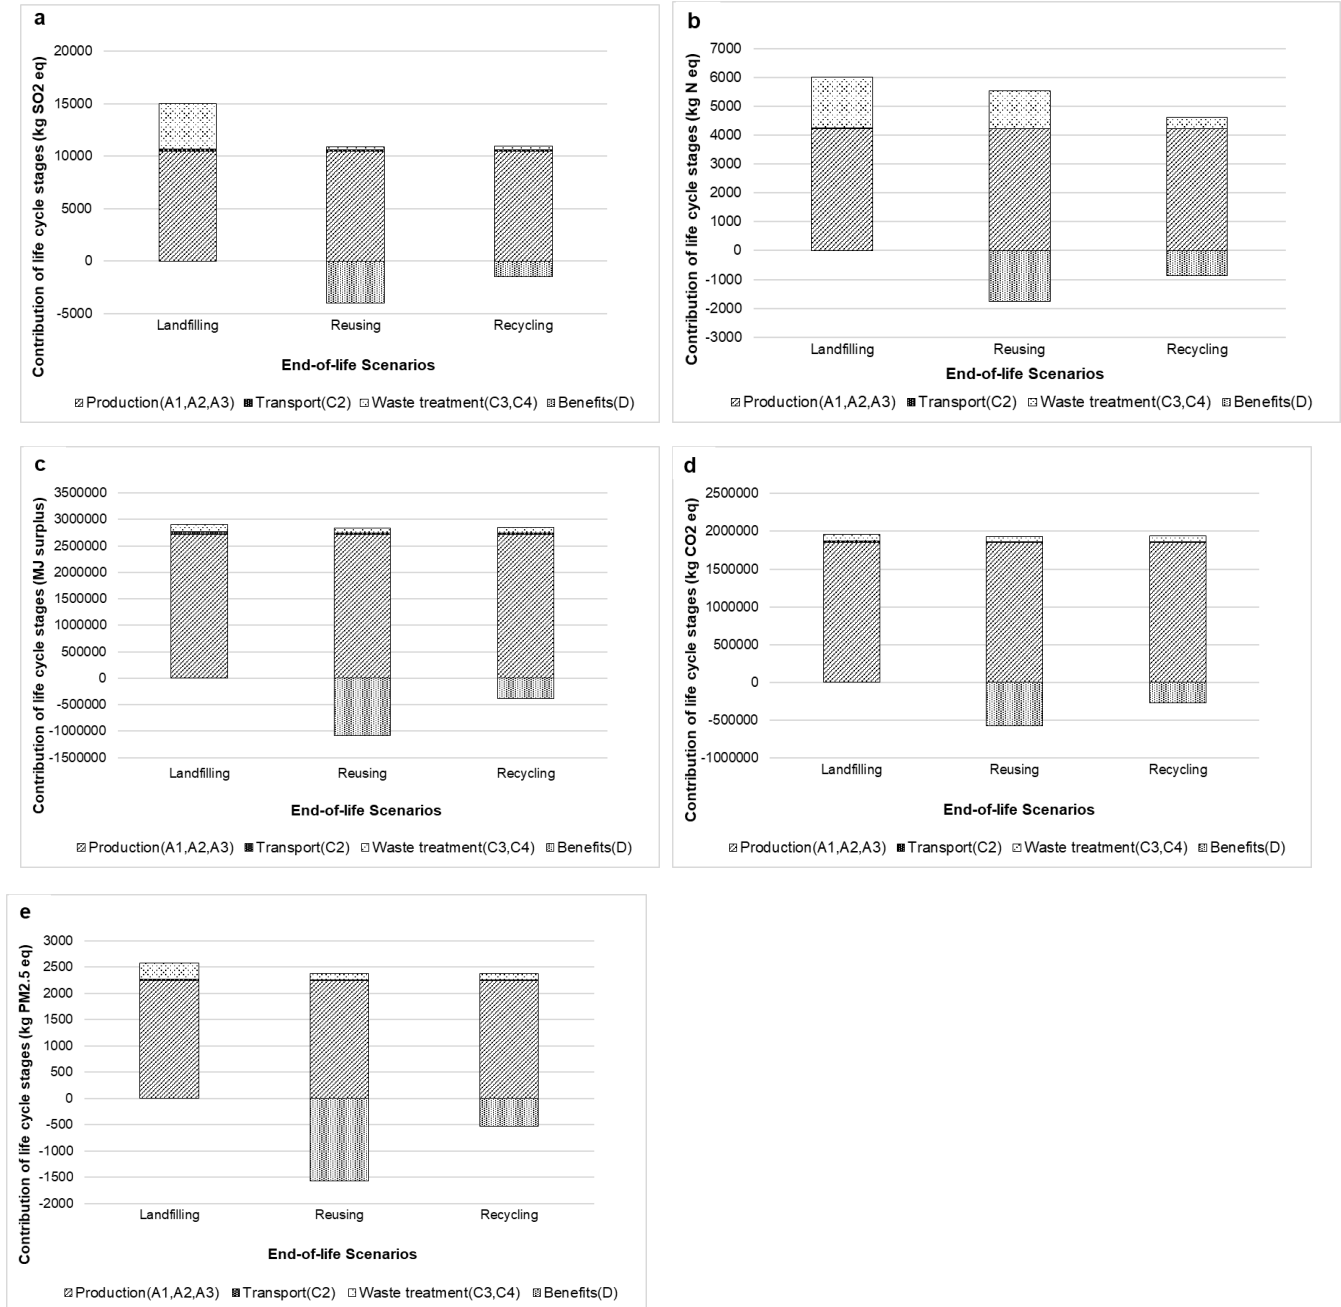 a
Contribution of life cycle stages (kg SO2 eq)
20000
15000
10000
5000
0
-5000
Landfilling Reusing Recycling
End-of-life Scenarios
Production(A1,A2,A3) Transport(C2) Waste treatment(C3,C4) Benefits(D)
b
Contribution of life cycle stages (kg N eq)
7000
6000
5000
4000
3000
2000
1000
0
-1000
-2000
-3000
Landfilling Reusing Recycling
End-of-life Scenarios
Production(A1,A2,A3) Transport(C2) Waste treatment(C3,C4) Benefits(D)
c
Contribution of life cycle stages (MJ surplus)
3500000
3000000
2500000
2000000
1500000
1000000
500000
0
-500000
-1000000
-1500000
Landfilling Reusing Recycling
End-of-life Scenarios
Production(A1,A2,A3) Transport(C2) Waste treatment(C3,C4) Benefits(D)
d
Contribution of life cycle stages (kg CO2 eq)
2500000
2000000
1500000
1000000
500000
0
-500000
-1000000
Landfilling Reusing Recycling
End-of-life Scenarios
Production(A1,A2,A3) Transport(C2) Waste treatment(C3,C4) Benefits(D)
e
Contribution of life cycle stages (kg PM2.5 eq)
3000
2500
2000
1500
1000
500
0
-500
-1000
-1500
-2000
Landfilling Reusing Recycling
End-of-life Scenarios
Production(A1,A2,A3) Transport(C2) Waste treatment(C3,C4) Benefits(D)